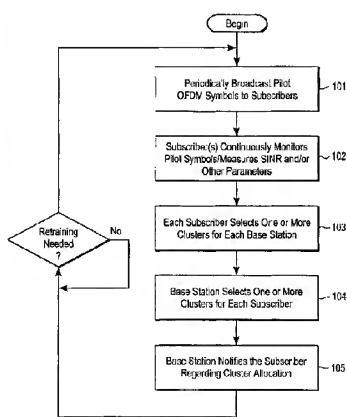 Begin
Periodically Broadcast Pilot
OFDM Symbols to Subscribers
101
Subscriber(s) Continuously Monitors
Pilot Symbols/Measures SINR and/or
Other Parameters
102
Each Subscriber Selects One or More
Clusters for Each Base Station
103
Base Station Selects One or More
Clusters for Each Subscriber
104
Base Station Notifies the Subscriber
Regarding Cluster Allocation
105
Retraining
Needed
?
No